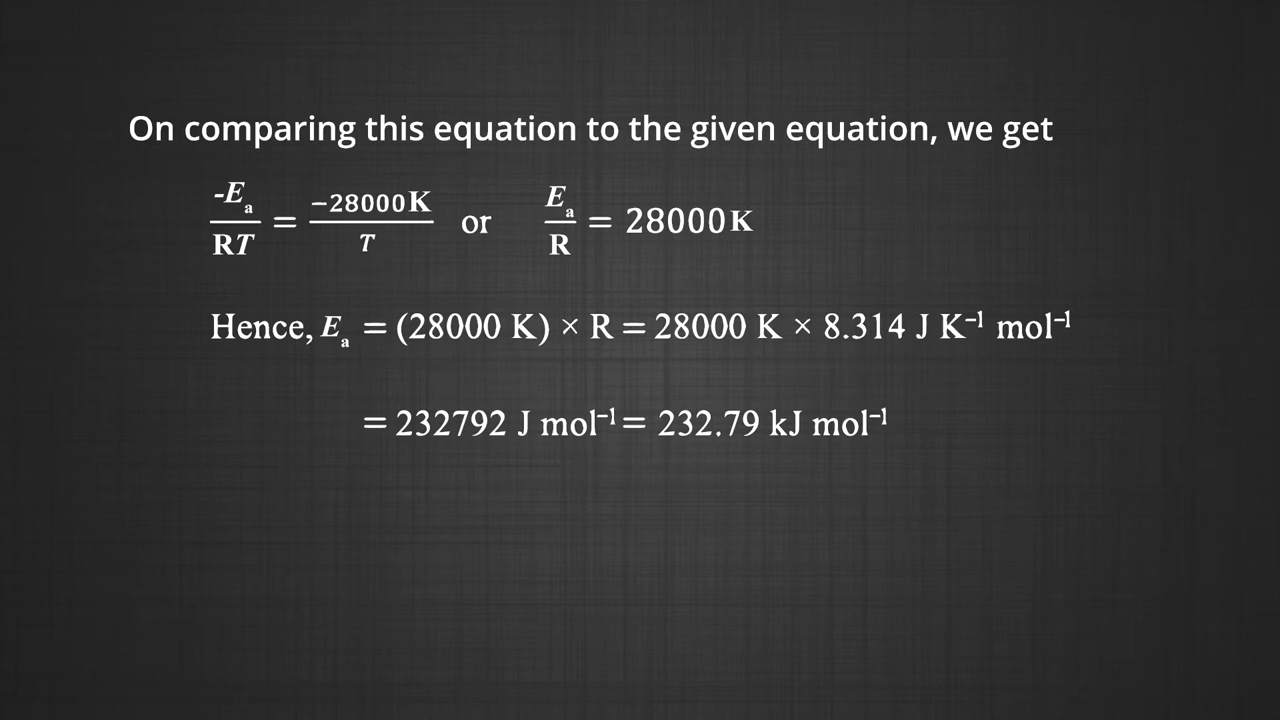 On comparing this equation to the given equation, we get
-Eₐ/RT = −28000K/T or Eₐ/R = 28000K
Hence, Eₐ = (28000 K) × R = 28000 K × 8.314 J K⁻¹ mol⁻¹
= 232792 J mol⁻¹ = 232.79 kJ mol⁻¹